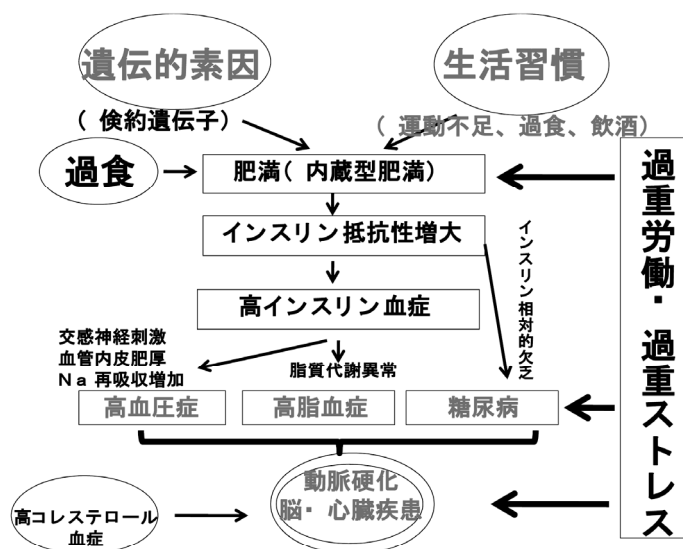 遺伝的素因
生活習慣
( 倹約遺伝子)
( 運動不足、過食、飲酒)
過食
肥満( 内蔵型肥満)
インスリン抵抗性増大
インスリン相対的欠乏
高インスリン血症
交感神経刺激
血管内皮肥厚
Na 再吸収増加
脂質代謝異常
高血圧症
高脂血症
糖尿病
過重労働・過重ストレス
動脈硬化
脳・心臓疾患
高コレステロール
血症